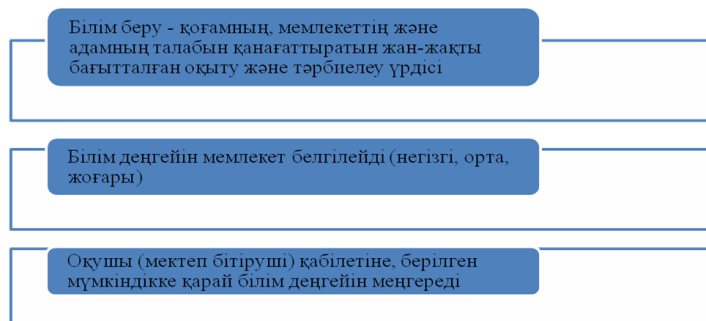 Білім беру - қоғамның, мемлекеттің және
адамның талабын қанағаттыратын жан-жақты
бағытталған оқыту және тәрбиелеу үрдісі
Білім деңгейін мемлекет белгілейді (негізгі, орта,
жоғары)
Оқушы (мектеп бітіруші) қабілетіне, берілген
мүмкіндікке қарай білім деңгейін меңгереді